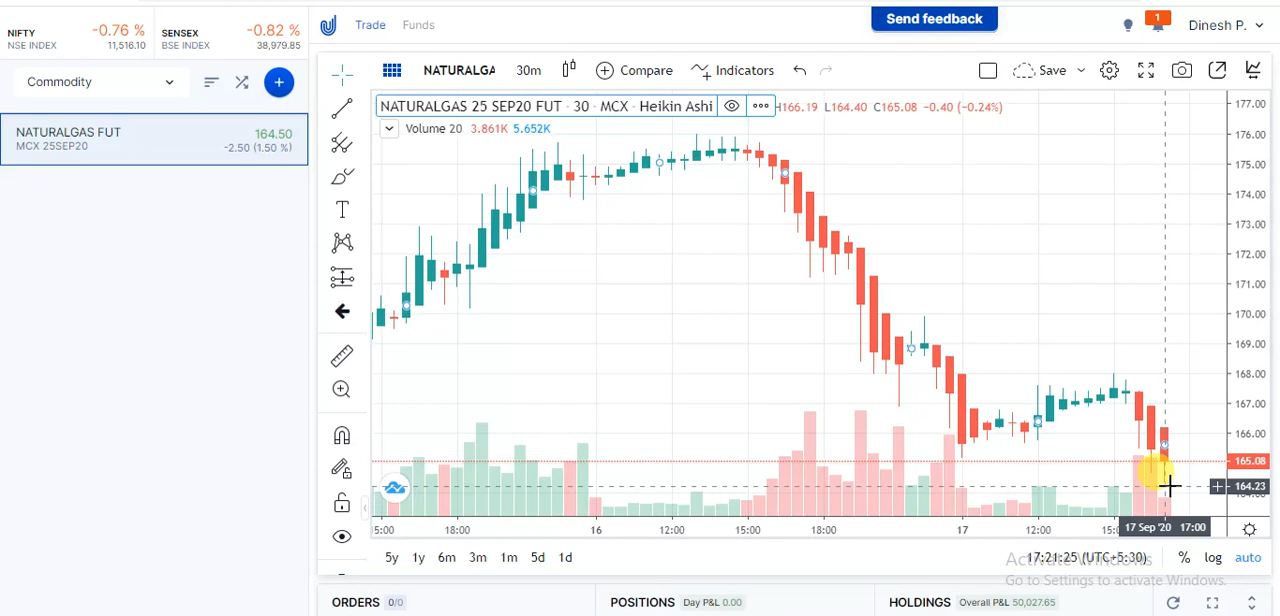 NIFTY -0.76 %
NSE INDEX 11,516.10
SENSEX -0.82 %
BSE INDEX 38,979.85
Trade Funds
Send feedback
1
Dinesh P.
Commodity
NATURALGAS FUT 164.50
MCX 25SEP20 -2.50 (1.50 %)
NATURALGA 30m Compare Indicators Save
NATURALGAS 25 SEP20 FUT · 30 · MCX · Heikin Ashi H166.19 L164.40 C165.08 -0.40 (-0.24%)
Volume 20 3.861K 5.652K
177.00
176.00
175.00
174.00
173.00
172.00
171.00
170.00
169.00
168.00
167.00
166.00
165.08
164.23
18:00 16 12:00 15:00 18:00 17 12:00 17 Sep '20 17:00
5y 1y 6m 3m 1m 5d 1d 17:21:25 (UTC+5:30) % log auto
Activate Windows
Go to Settings to activate Windows.
ORDERS 0/0 POSITIONS Day P&L 0.00 HOLDINGS Overall P&L 50,027.65